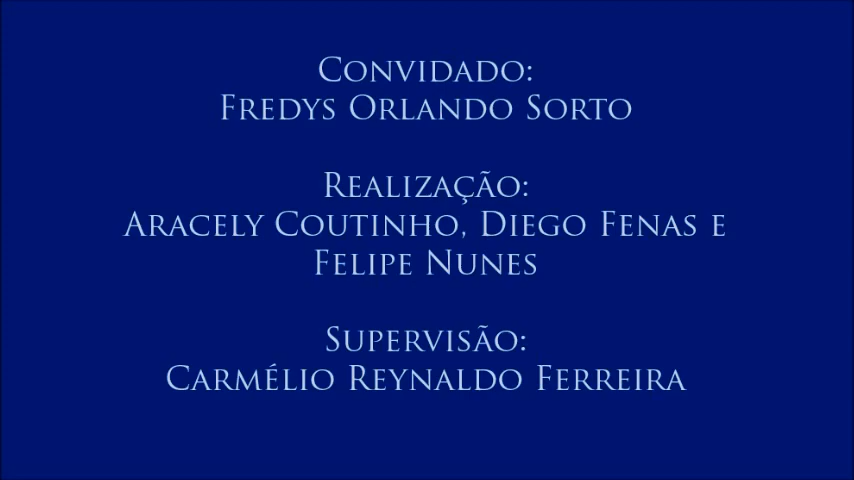 Convidado:
Fredys Orlando Sorto
Realização:
Aracely Coutinho, Diego Fenas e
Felipe Nunes
Supervisão:
Carmélio Reynaldo Ferreira